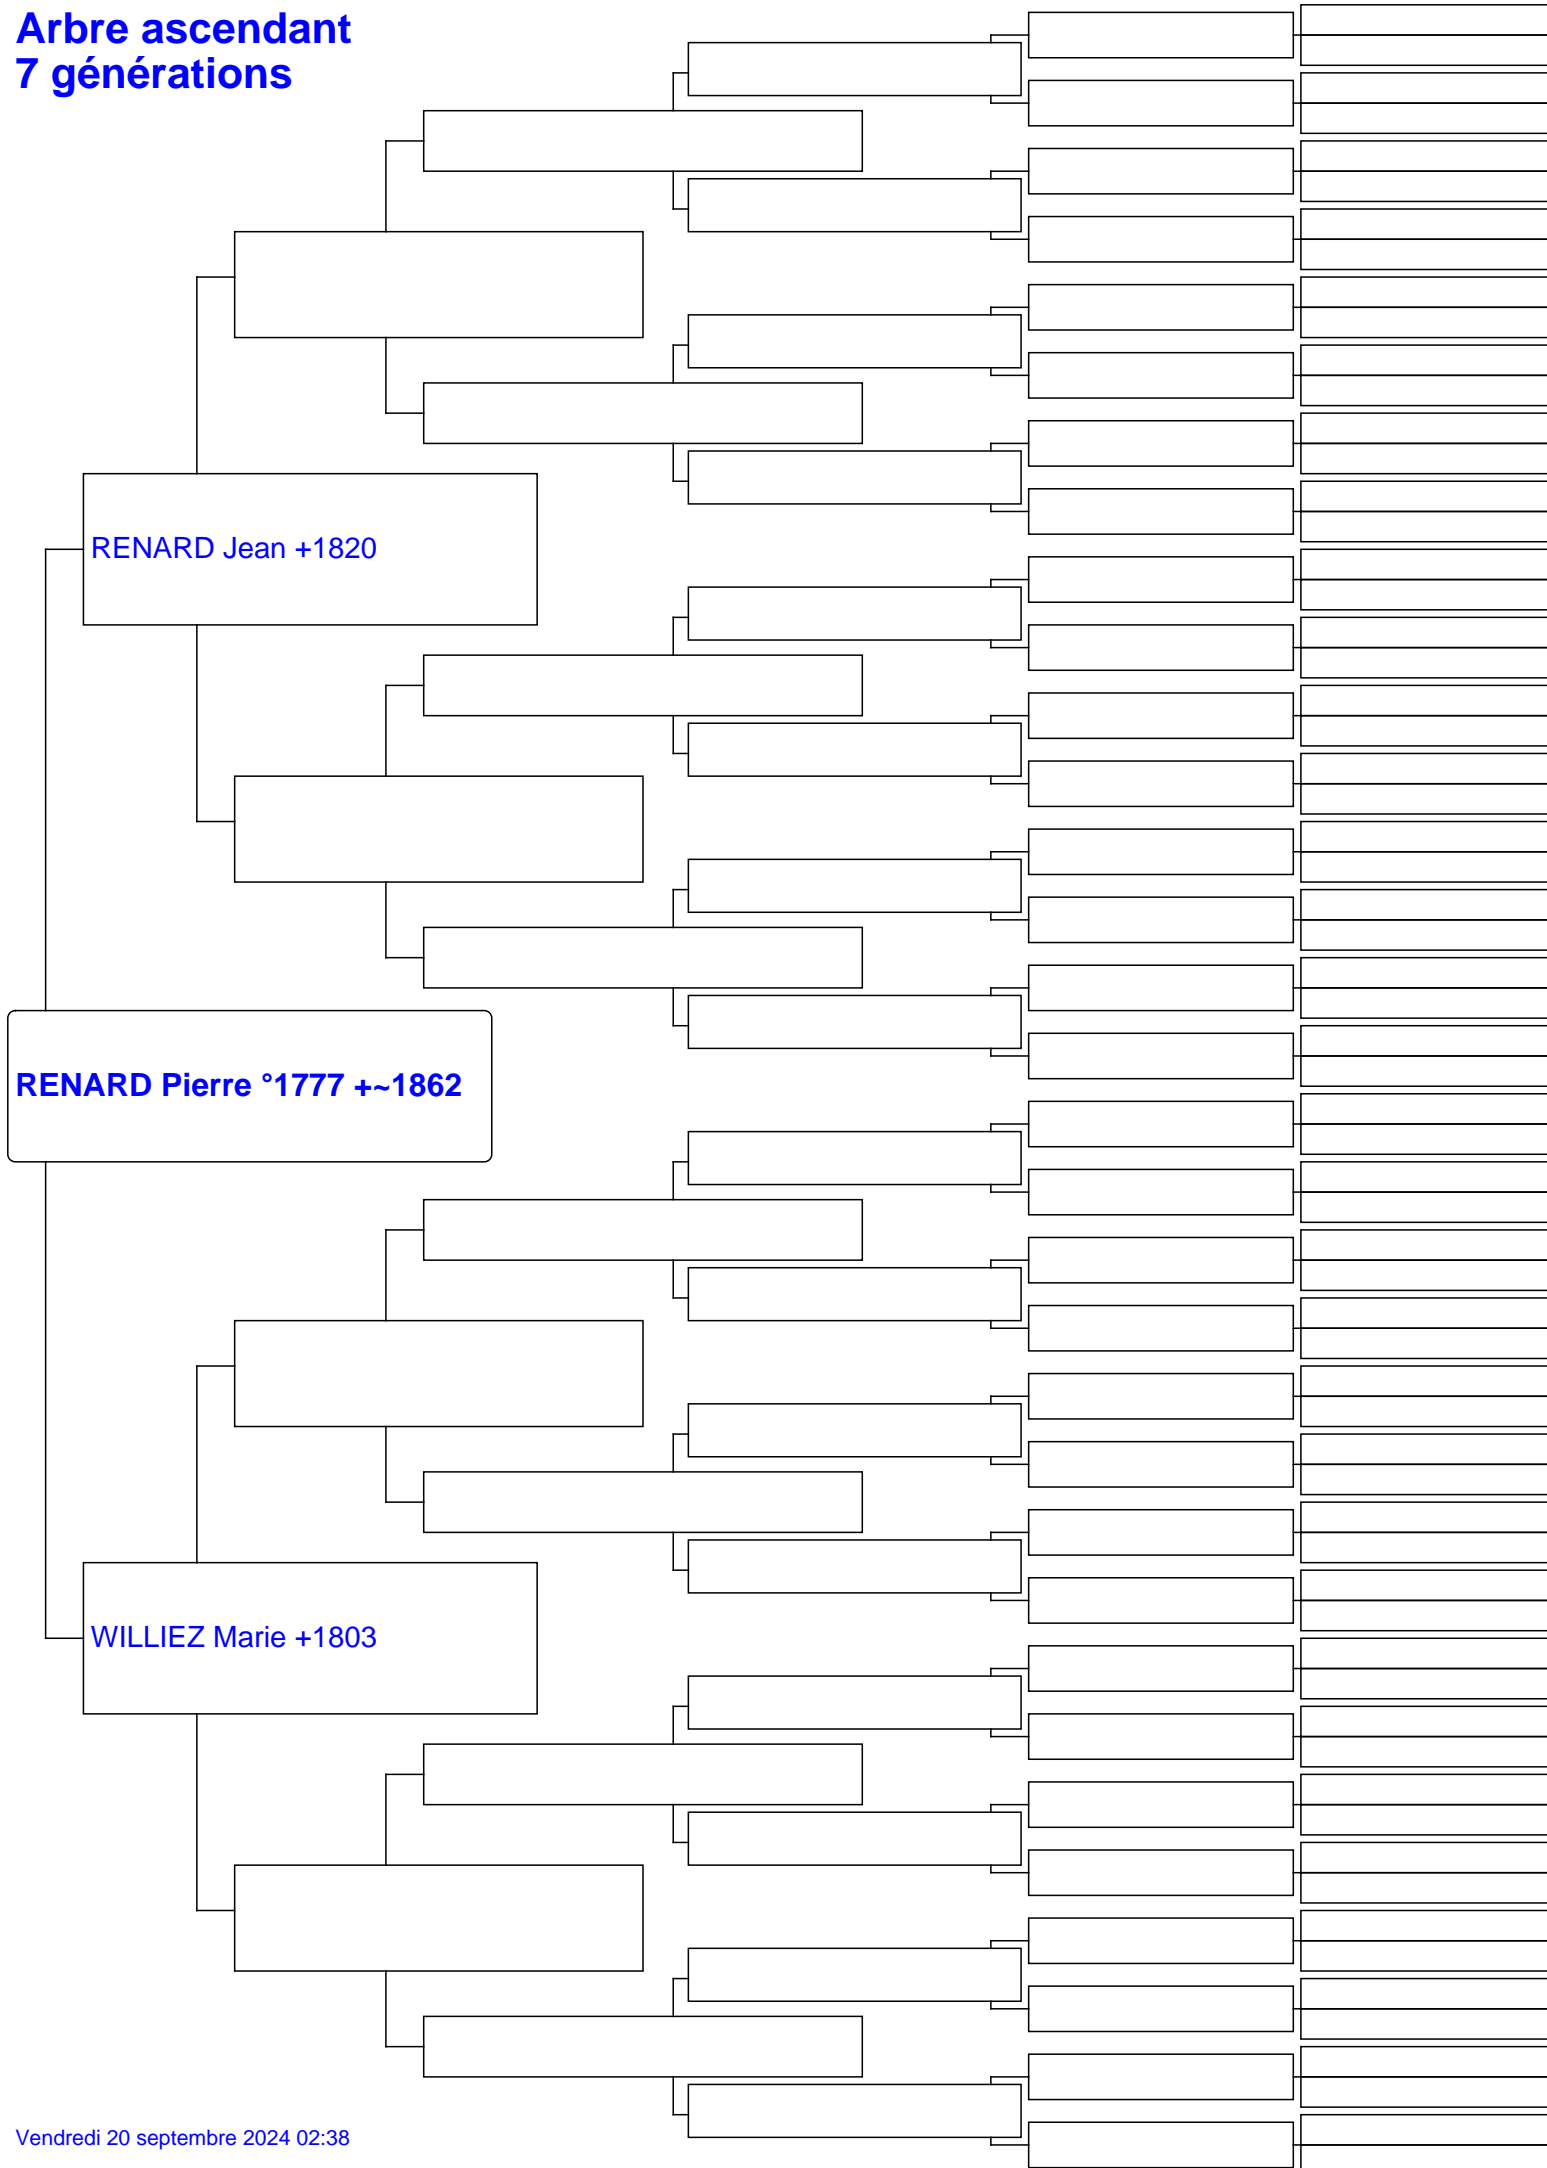 Arbre ascendant
7 générations
RENARD Jean +1820
RENARD Pierre °1777 +~1862
WILLIEZ Marie +1803
Vendredi 20 septembre 2024 02:38